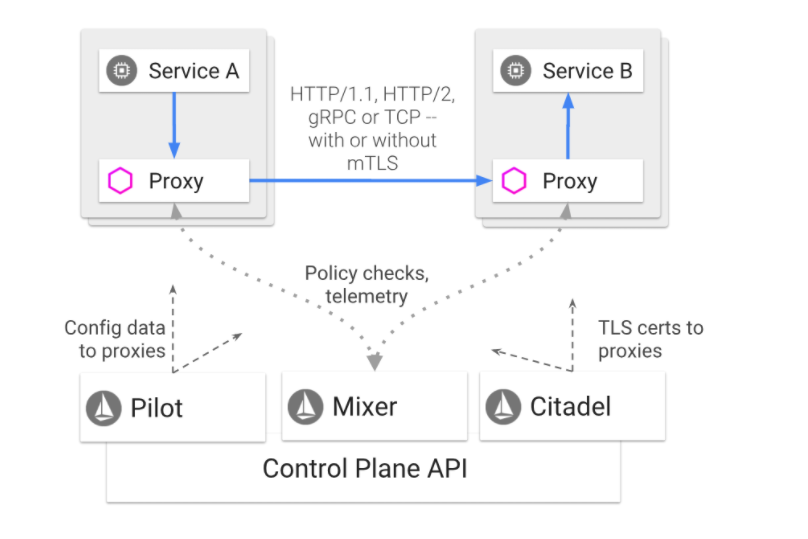 Service A
Service B
HTTP/1.1, HTTP/2,
gRPC or TCP --
with or without
mTLS
Proxy
Proxy
Policy checks,
telemetry
Config data
to proxies
TLS certs to
proxies
Pilot
Mixer
Citadel
Control Plane API